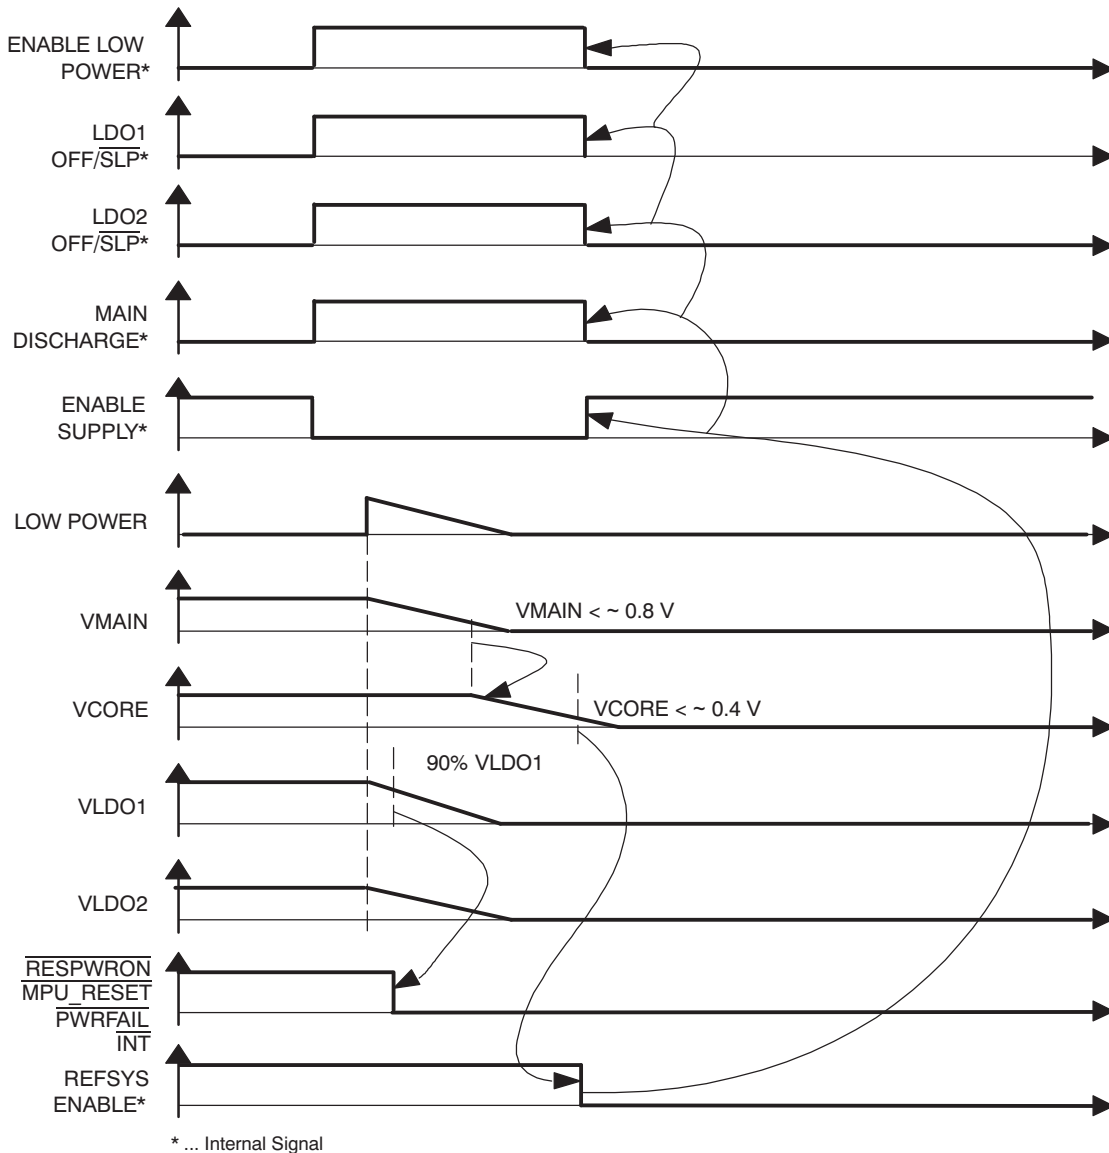 ENABLE LOW
POWER*
LDO1
OFF/SLP*
LDO2
OFF/SLP*
MAIN
DISCHARGE*
ENABLE
SUPPLY*
LOW POWER
VMAIN
VMAIN < ~ 0.8 V
VCORE
VCORE < ~ 0.4 V
90% VLDO1
VLDO1
VLDO2
RESPWRON
MPU_RESET
PWRFAIL
INT
REFSYS
ENABLE*
* ... Internal Signal